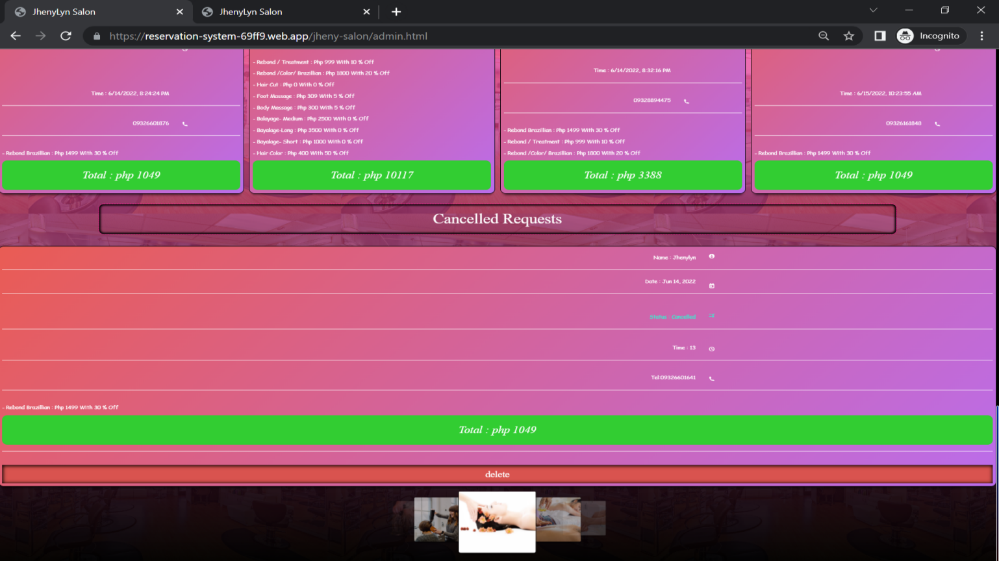 JhenyLyn Salon
JhenyLyn Salon
https://reservation-system-69ff9.web.app/jheny-salon/admin.html
Incognito
Time : 6/14/2022, 8:24:24 PM
09326601876
- Rebond Brazillian : Php 1499 With 30 % Off
Total : php 1049
- Rebond / Treatment : Php 999 With 10 % Off
- Rebond /Color/ Brazillian : Php 1800 With 20 % Off
- Hair Cut : Php 0 With 0 % Off
- Foot Massage : Php 309 With 5 % Off
- Body Massage : Php 300 With 5 % Off
- Balayage- Medium : Php 2500 With 0 % Off
- Bayalage-Long : Php 3500 With 0 % Off
- Bayalage- Short : Php 1000 With 0 % Off
- Hair Color : Php 400 With 50 % Off
Total : php 10117
Time : 6/14/2022, 8:32:16 PM
09328894475
- Rebond Brazillian : Php 1499 With 30 % Off
- Rebond / Treatment : Php 999 With 10 % Off
- Rebond /Color/ Brazillian : Php 1800 With 20 % Off
Total : php 3388
Time : 6/15/2022, 10:23:55 AM
09326161848
- Rebond Brazillian : Php 1499 With 30 % Off
Total : php 1049
Cancelled Requests
Name : Jhenylyn
Date : Jun 14, 2022
Status : Cancelled
Time : 13
Tel:09326601641
- Rebond Brazillian : Php 1499 With 30 % Off
Total : php 1049
delete